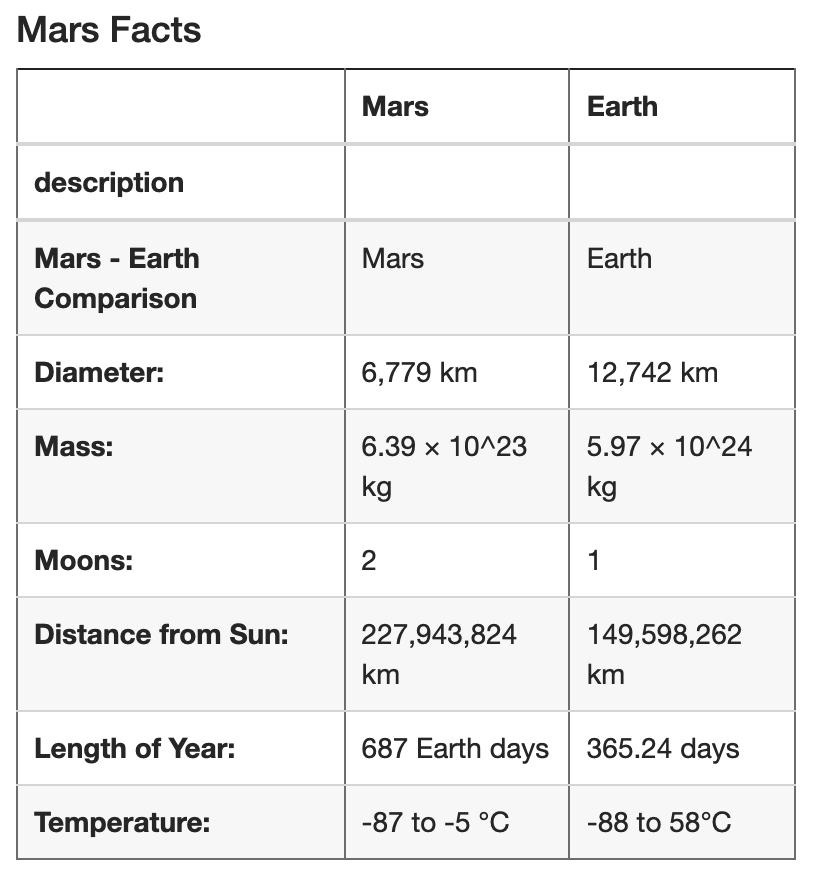 Mars Facts
Mars Earth
description
Mars - Earth Mars Earth
Comparison
Diameter: 6,779 km 12,742 km
Mass: 6.39 × 10^23 5.97 × 10^24
kg kg
Moons: 2 1
Distance from Sun: 227,943,824 149,598,262
km km
Length of Year: 687 Earth days 365.24 days
Temperature: -87 to -5 °C -88 to 58°C